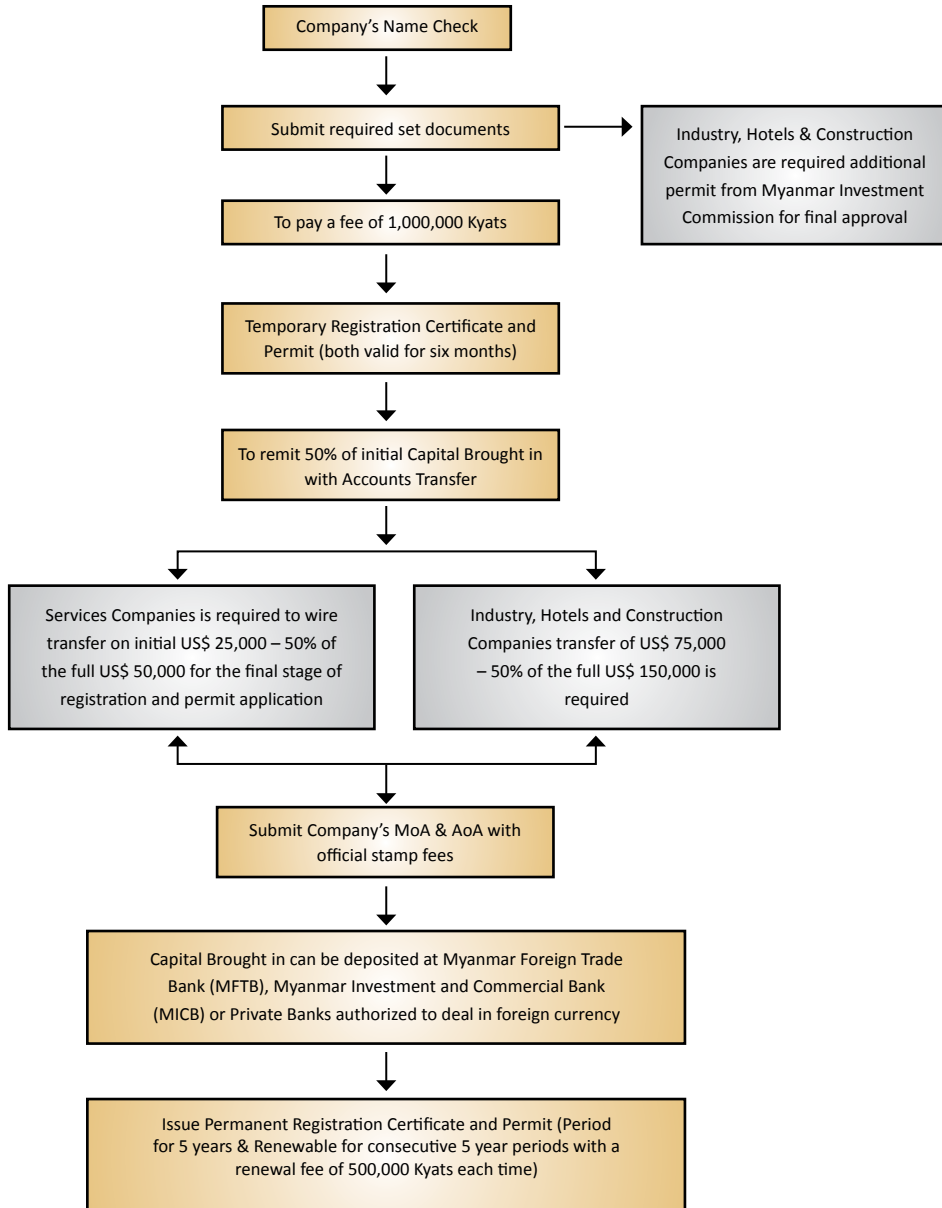 Company’s Name Check
Submit required set documents
Industry, Hotels & Construction
Companies are required additional
permit from Myanmar Investment
Commission for final approval
To pay a fee of 1,000,000 Kyats
Temporary Registration Certificate and
Permit (both valid for six months)
To remit 50% of initial Capital Brought in
with Accounts Transfer
Services Companies is required to wire
transfer on initial US$ 25,000 – 50% of
the full US$ 50,000 for the final stage of
registration and permit application
Industry, Hotels and Construction
Companies transfer of US$ 75,000
– 50% of the full US$ 150,000 is
required
Submit Company’s MoA & AoA with
official stamp fees
Capital Brought in can be deposited at Myanmar Foreign Trade
Bank (MFTB), Myanmar Investment and Commercial Bank
(MICB) or Private Banks authorized to deal in foreign currency
Issue Permanent Registration Certificate and Permit (Period
for 5 years & Renewable for consecutive 5 year periods with a
renewal fee of 500,000 Kyats each time)